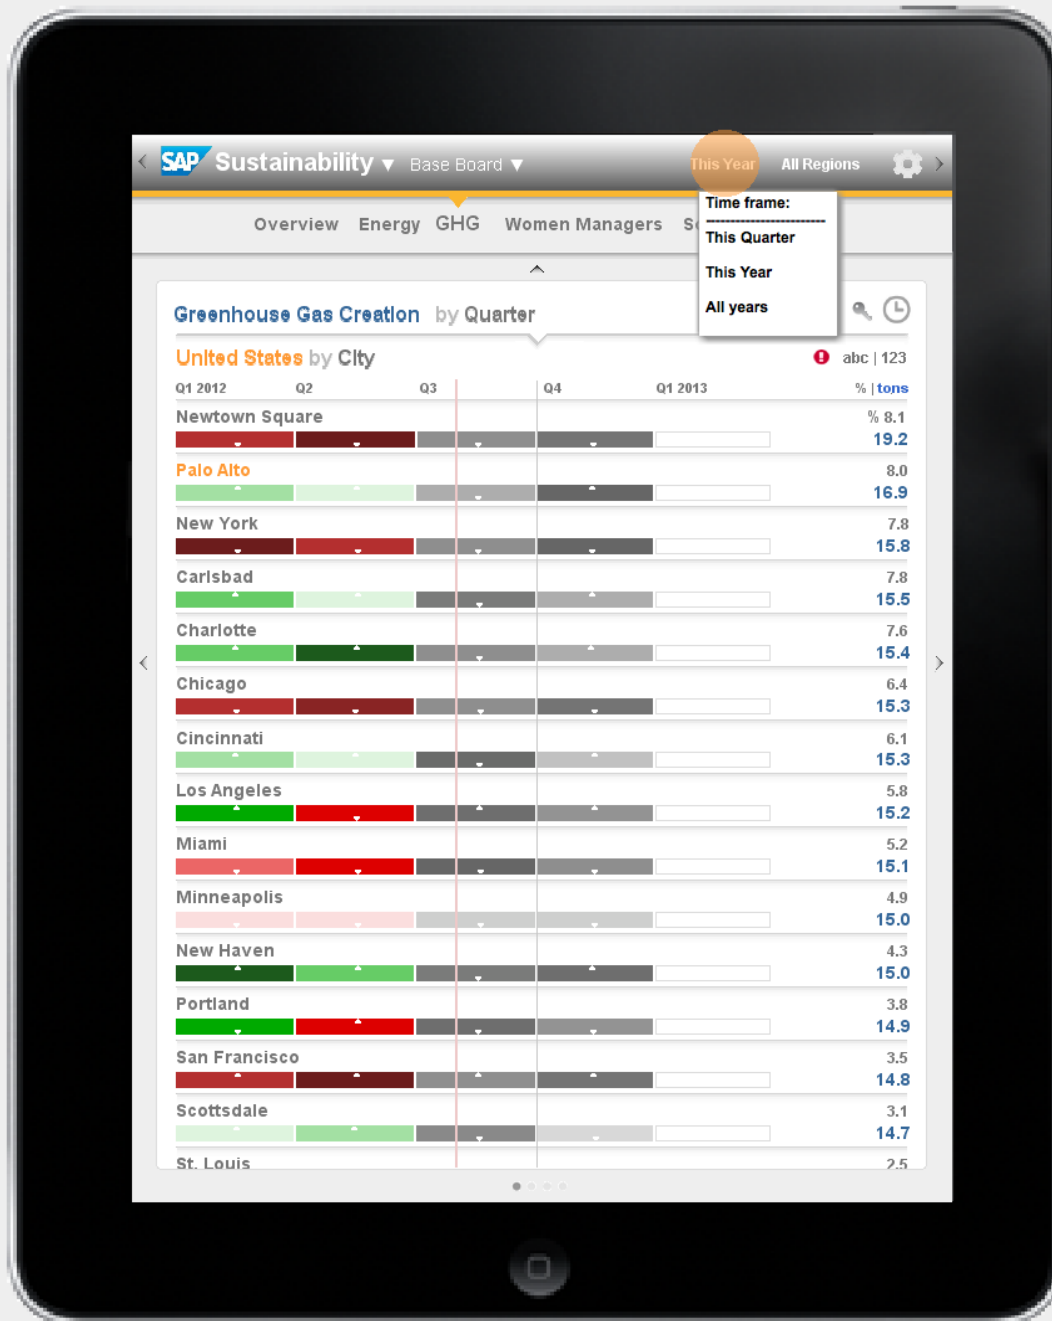 SAP Sustainability ▼ Base Board ▼ This Year All Regions
Overview Energy GHG Women Managers
Time frame:
This Quarter
This Year
All years
Greenhouse Gas Creation by Quarter
United States by City
abc | 123
Q1 2012 Q2 Q3 Q4 Q1 2013 % | tons
Newtown Square % 8.1
19.2
Palo Alto 8.0
16.9
New York 7.8
15.8
Carlsbad 7.8
15.5
Charlotte 7.6
15.4
Chicago 6.4
15.3
Cincinnati 6.1
15.3
Los Angeles 5.8
15.2
Miami 5.2
15.1
Minneapolis 4.9
15.0
New Haven 4.3
15.0
Portland 3.8
14.9
San Francisco 3.5
14.8
Scottsdale 3.1
14.7
St. Louis 2.5